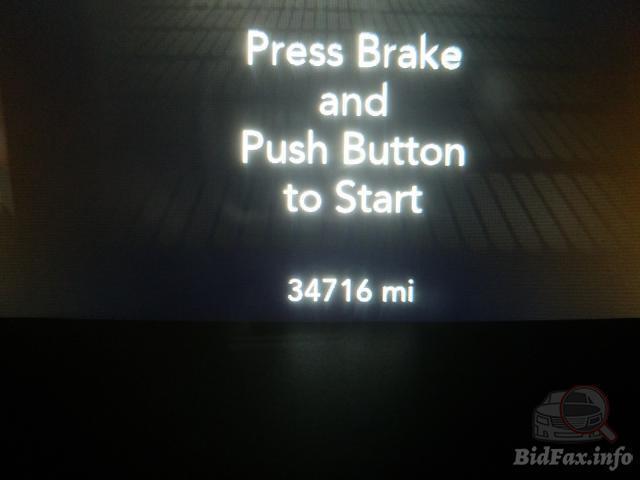 Press Brake
and
Push Button
to Start
34716 mi
BidFax.info